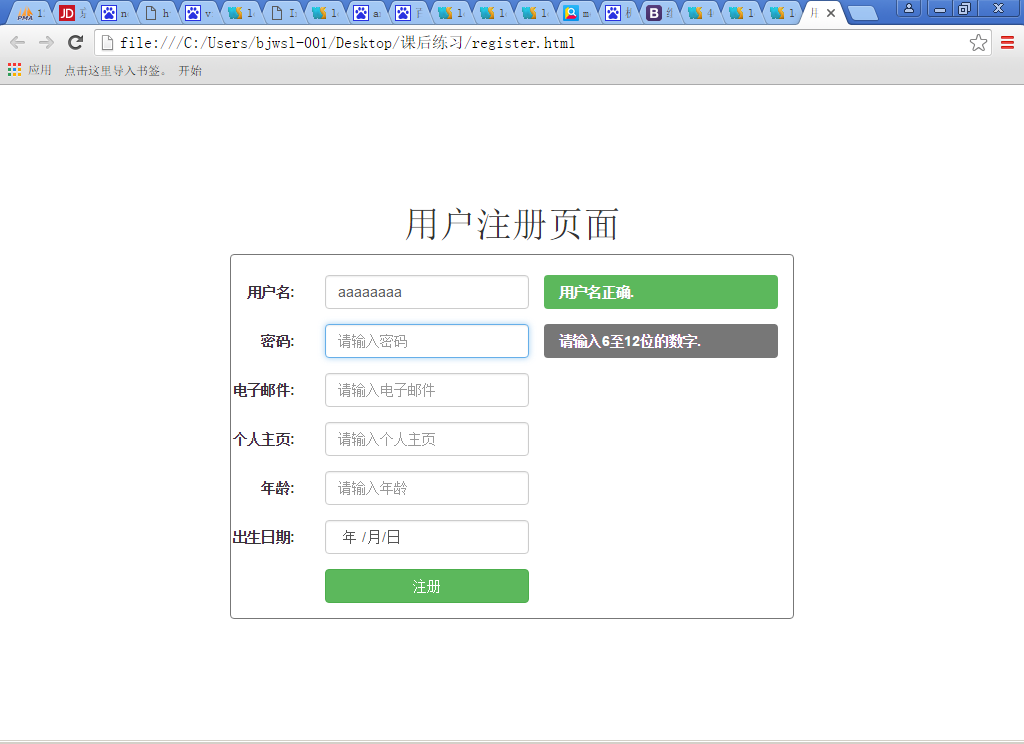 file:///C:/Users/bjwsl-001/Desktop/课后练习/register.html
应用 点击这里导入书签。 开始
用户注册页面
用户名: aaaaaaaa 用户名正确.
密码: 请输入密码 请输入6至12位的数字.
电子邮件: 请输入电子邮件
个人主页: 请输入个人主页
年龄: 请输入年龄
出生日期: 年 /月/日
注册